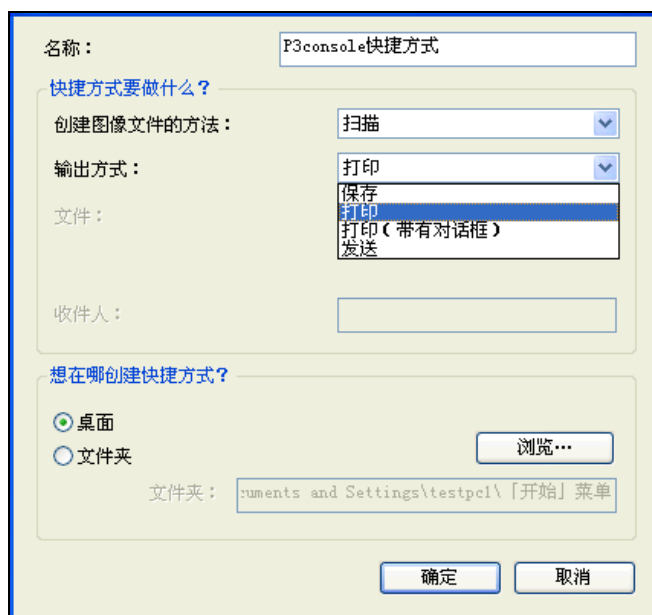 名称： P3console快捷方式
快捷方式要做什么？
创建图像文件的方法： 扫描
输出方式： 打印
保存
打印
文件：
打印（带有对话框）
发送
收件人：
想在哪创建快捷方式？
桌面
文件夹
浏览…
文件夹： uments and Settings\testpc1\「开始」菜单
确定 取消